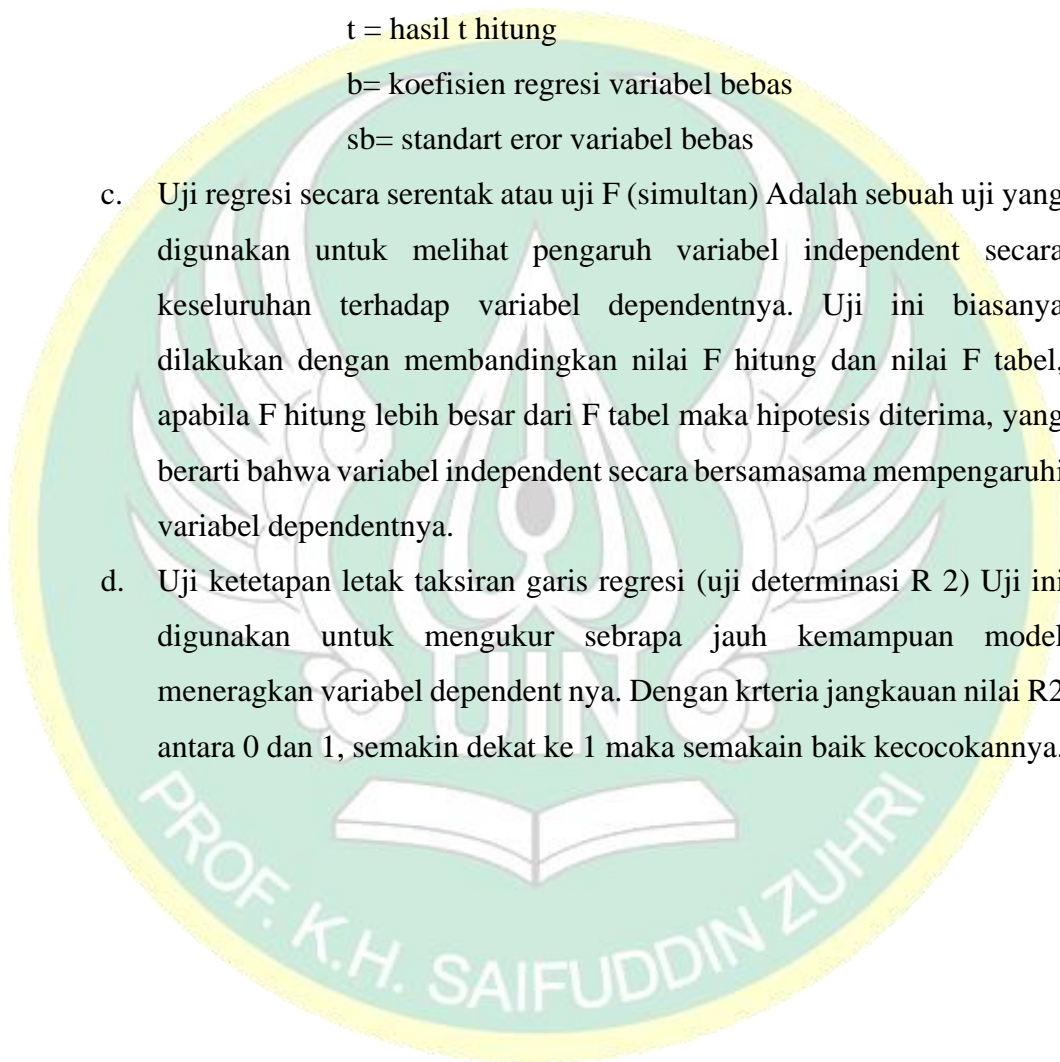 t = hasil t hitung
b= koefisien regresi variabel bebas
sb= standart eror variabel bebas
c. Uji regresi secara serentak atau uji F (simultan) Adalah sebuah uji yang
digunakan untuk melihat pengaruh variabel independent secara
keseluruhan terhadap variabel dependentnya. Uji ini biasanya
dilakukan dengan membandingkan nilai F hitung dan nilai F tabel,
apabila F hitung lebih besar dari F tabel maka hipotesis diterima, yang
berarti bahwa variabel independent secara bersamasama mempengaruhi
variabel dependentnya.
d. Uji ketetapan letak taksiran garis regresi (uji determinasi R 2) Uji ini
digunakan untuk mengukur sebrapa jauh kemampuan model
meneragkan variabel dependent nya. Dengan krteria jangkauan nilai R2
antara 0 dan 1, semakin dekat ke 1 maka semakain baik kecocokannya.
UIN
PROF. K.H. SAIFUDDIN ZUHRI